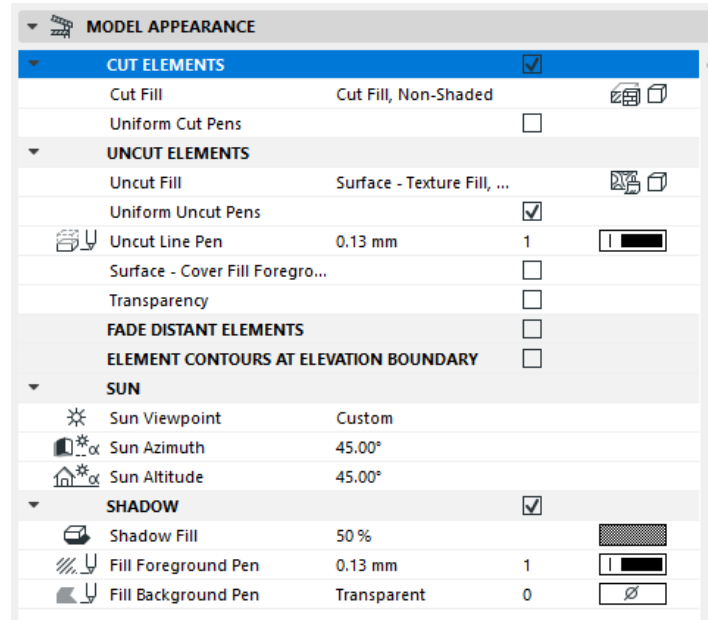 MODEL APPEARANCE
CUT ELEMENTS
Cut Fill Cut Fill, Non-Shaded
Uniform Cut Pens
UNCUT ELEMENTS
Uncut Fill Surface - Texture Fill, ...
Uniform Uncut Pens
Uncut Line Pen 0.13 mm 1
Surface - Cover Fill Foregro...
Transparency
FADE DISTANT ELEMENTS
ELEMENT CONTOURS AT ELEVATION BOUNDARY
SUN
Sun Viewpoint Custom
α Sun Azimuth 45.00°
α Sun Altitude 45.00°
SHADOW
Shadow Fill 50 %
Fill Foreground Pen 0.13 mm 1
Fill Background Pen Transparent 0